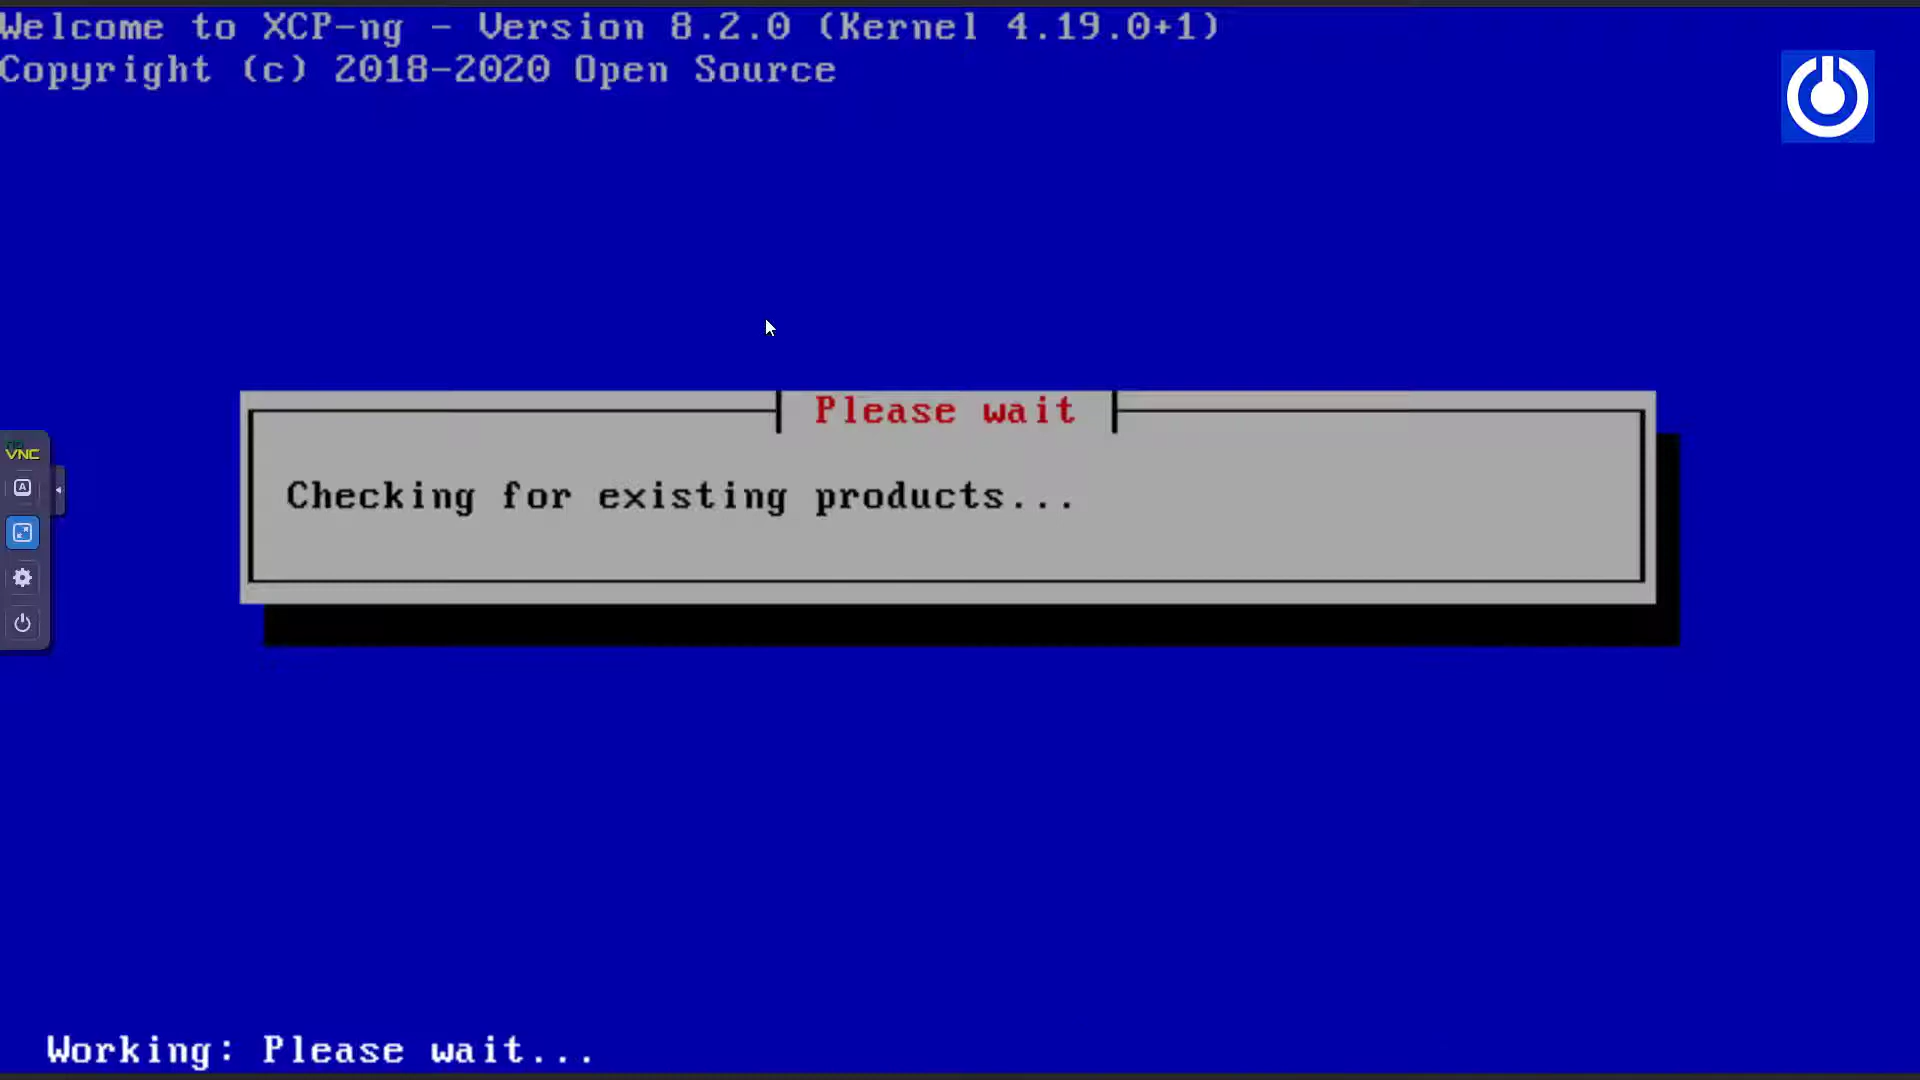 Welcome to XCP-ng - Version 8.2.0 (Kernel 4.19.0+1)
Copyright (c) 2018-2020 Open Source
Please wait
Checking for existing products...
no
VNC
A
Working: Please wait...